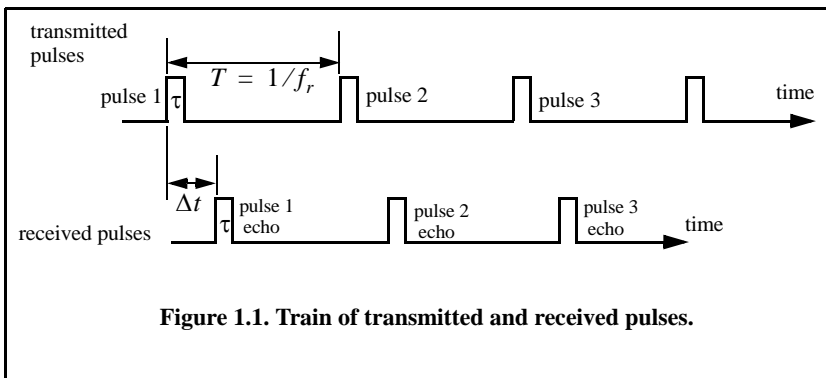 transmitted
pulses
T = 1/f_r
pulse 1
τ
pulse 2
pulse 3
time
Δt
pulse 1
echo
pulse 2
echo
pulse 3
echo
time
received pulses
τ
Figure 1.1. Train of transmitted and received pulses.